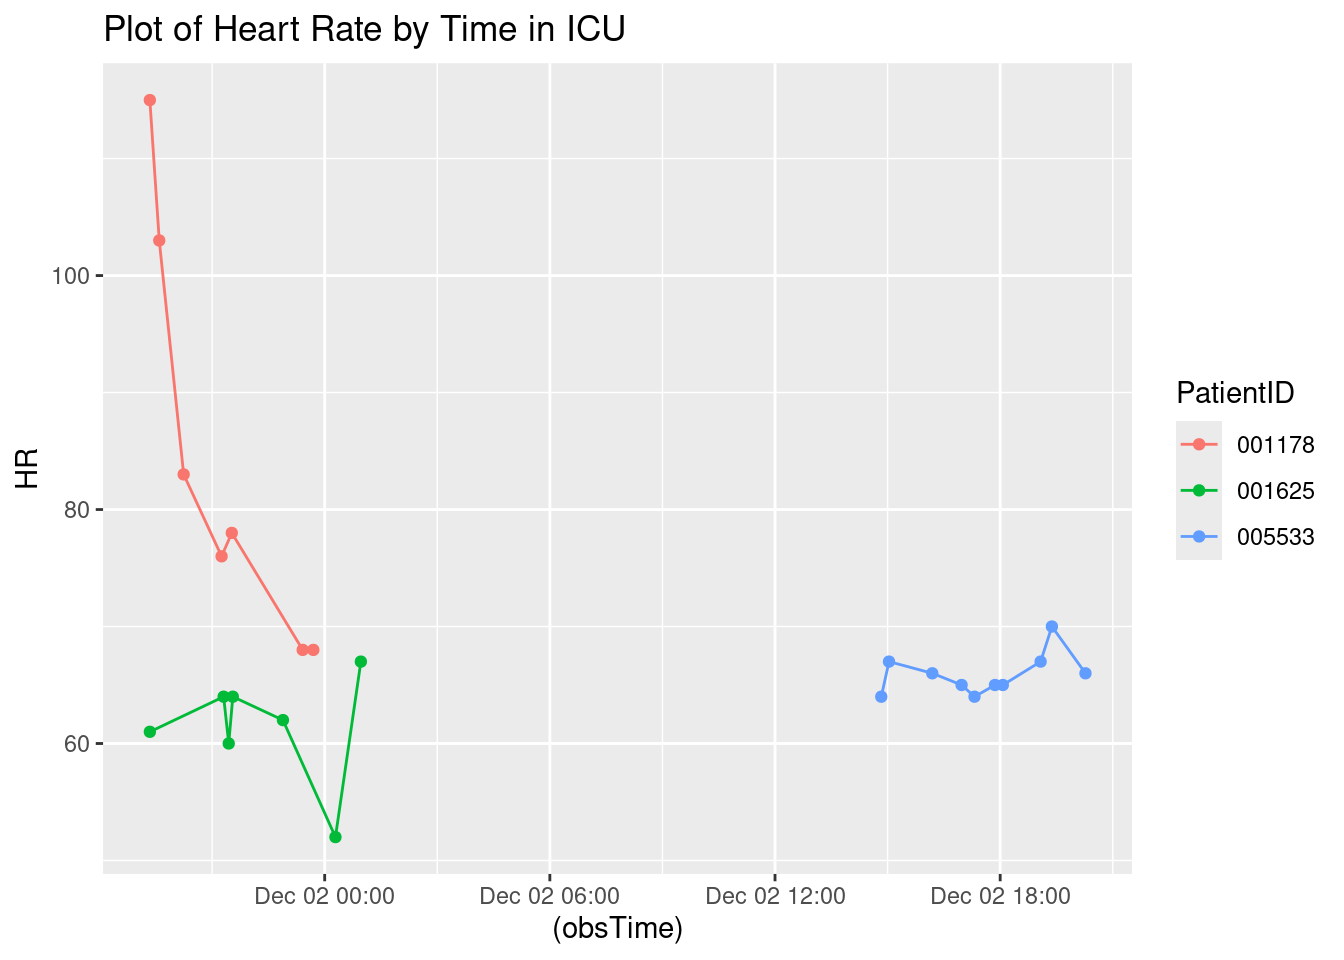 Plot of Heart Rate by Time in ICU
HR
100
80
60
Dec 02 00:00 Dec 02 06:00 Dec 02 12:00 Dec 02 18:00
(obsTime)
PatientID
001178
001625
005533